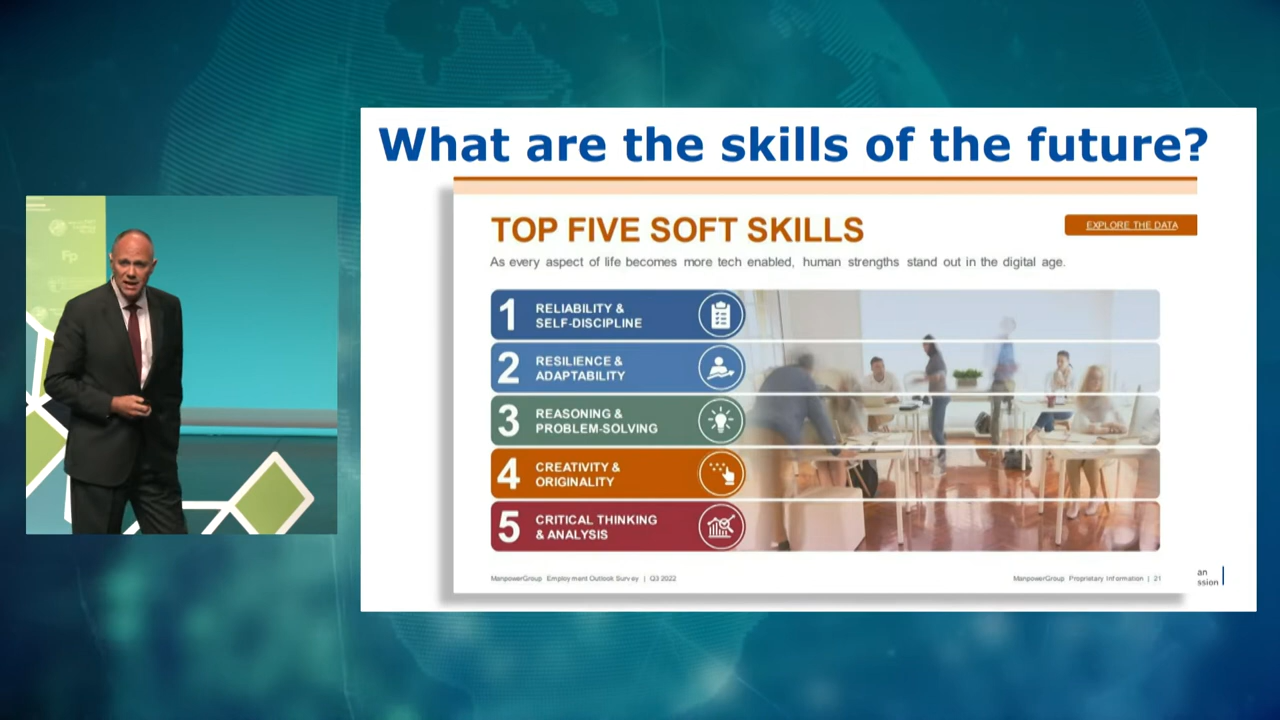 What are the skills of the future?
TOP FIVE SOFT SKILLS
EXPLORE THE DATA
As every aspect of life becomes more tech enabled, human strengths stand out in the digital age.
1 RELIABILITY &
SELF-DISCIPLINE
2 RESILIENCE &
ADAPTABILITY
3 REASONING &
PROBLEM-SOLVING
4 CREATIVITY &
ORIGINALITY
5 CRITICAL THINKING
& ANALYSIS
ManpowerGroup Employment Outlook Survey | Q3 2022
ManpowerGroup Proprietary Information | 21
an
ssion
Fp